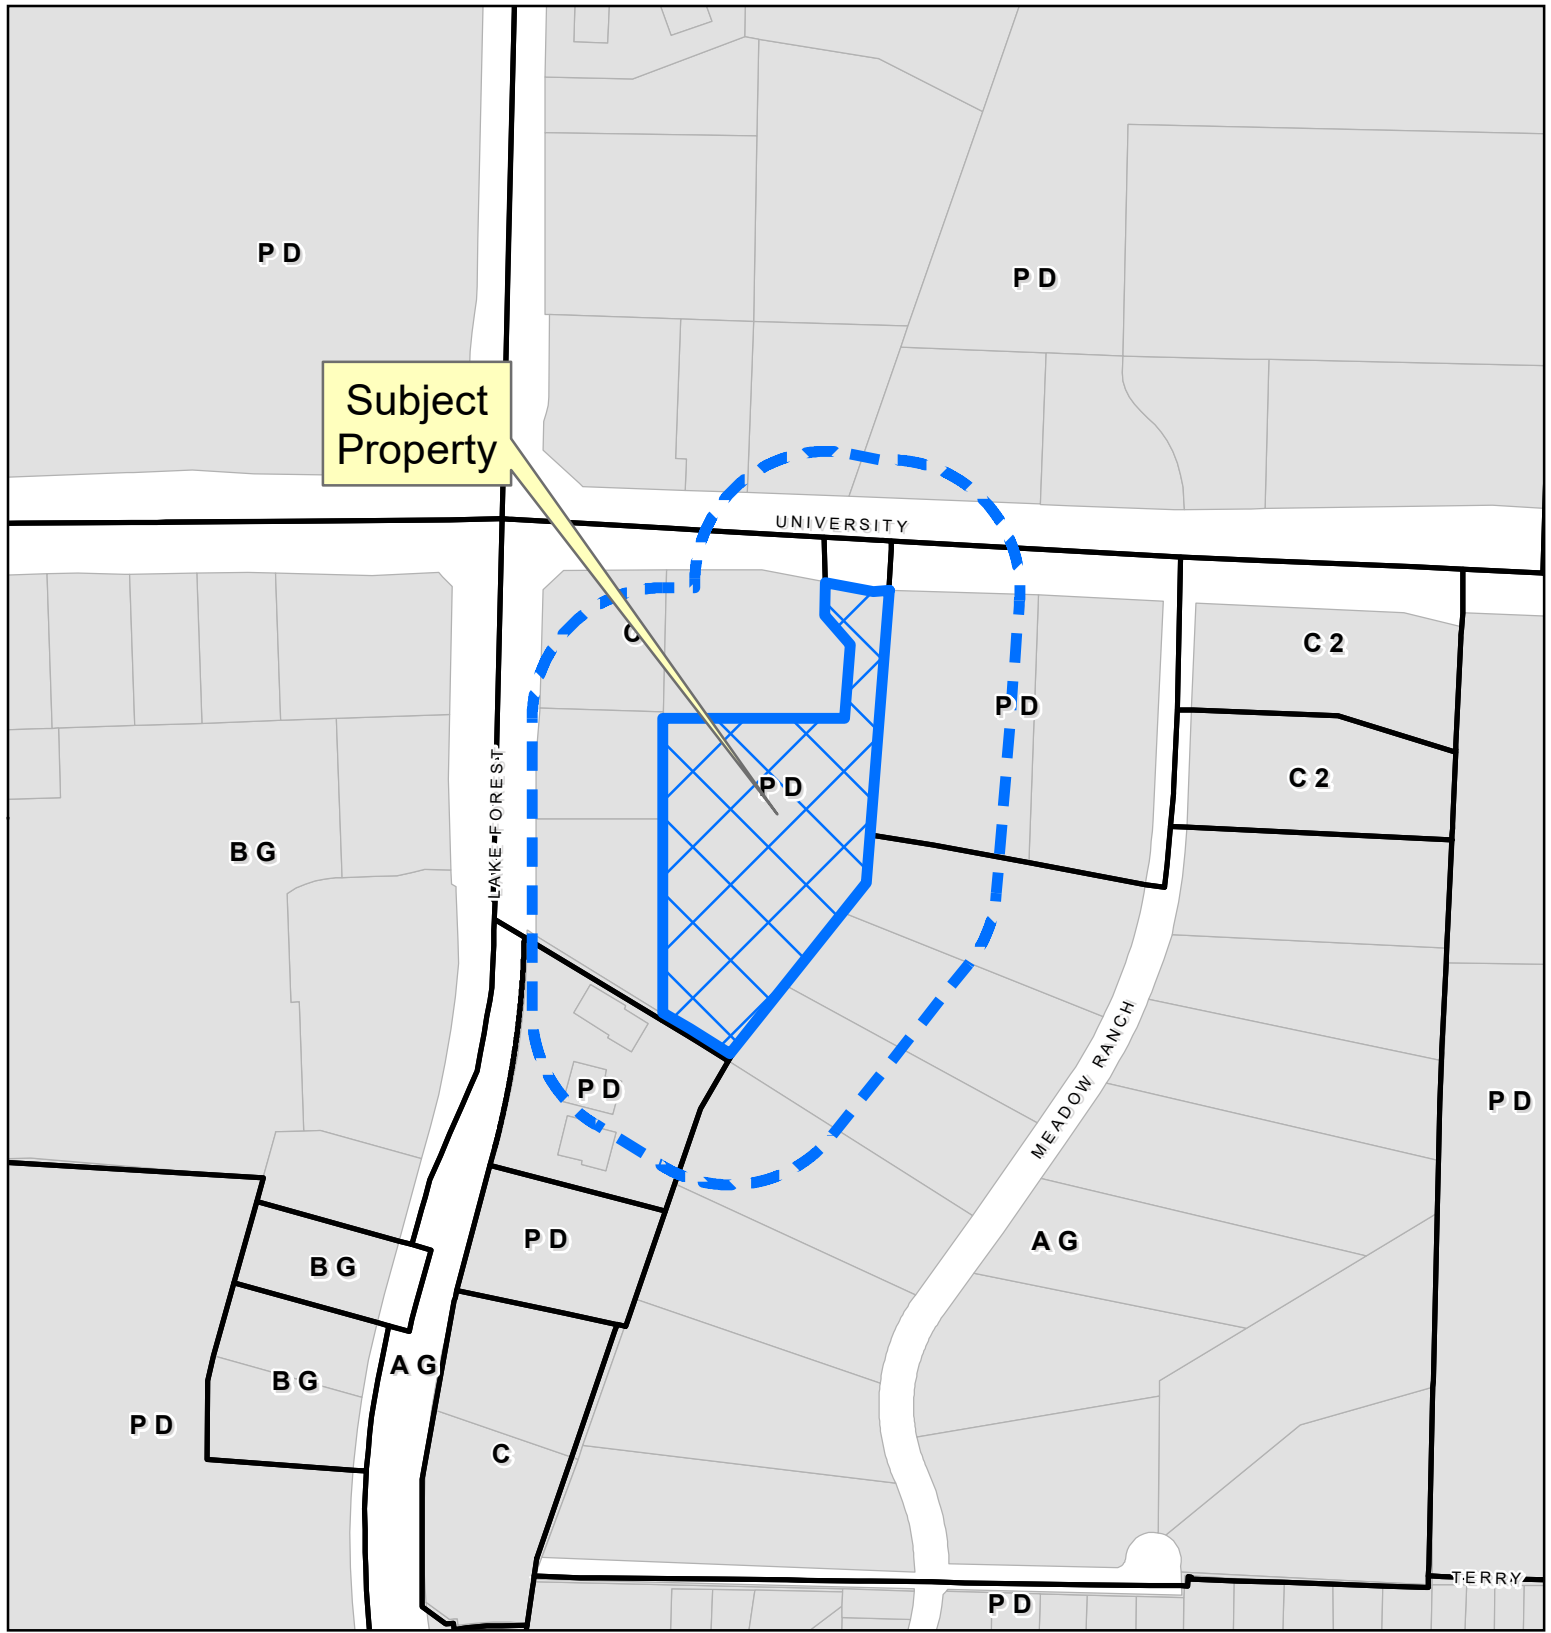 PD
PD
Subject
Property
UNIVERSITY
C
C2
PD
C2
PD
LAKE FOREST
BG
MEADOW RANCH
PD
PD
PD
AG
BG
AG
BG
PD
C
TERRY
PD